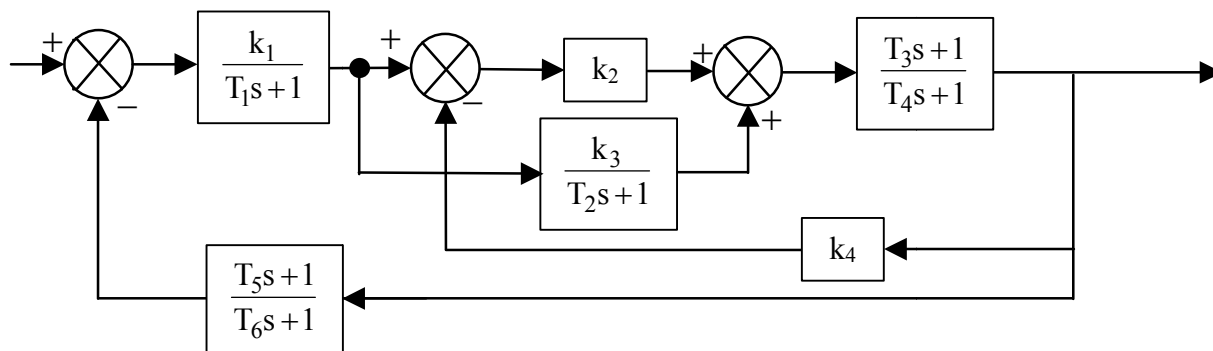 +
k₁
T₁s+1
−
+
−
k₂
+
+
T₃s+1
T₄s+1
k₃
T₂s+1
k₄
T₅s+1
T₆s+1